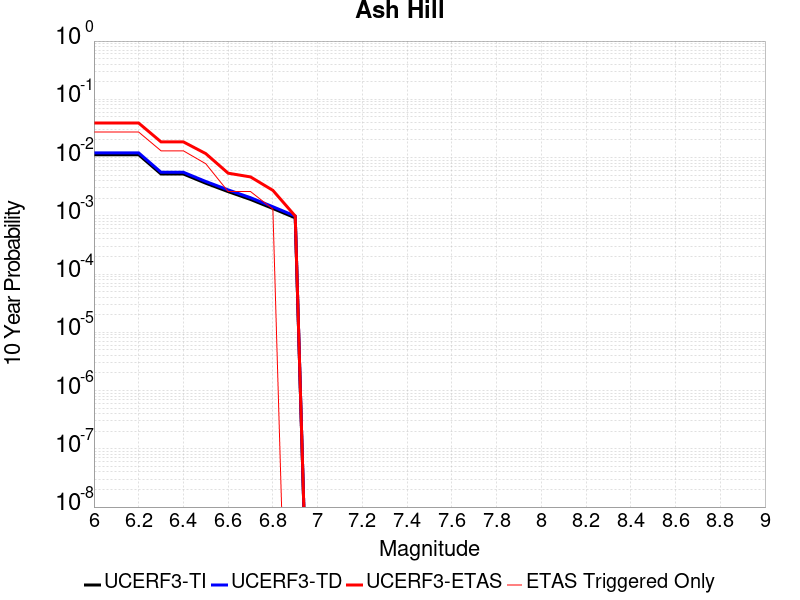 Ash Hill
10 Year Probability
10^0
10^-1
10^-2
10^-3
10^-4
10^-5
10^-6
10^-7
10^-8
6 6.2 6.4 6.6 6.8 7 7.2 7.4 7.6 7.8 8 8.2 8.4 8.6 8.8 9
Magnitude
UCERF3-TI UCERF3-TD UCERF3-ETAS ETAS Triggered Only